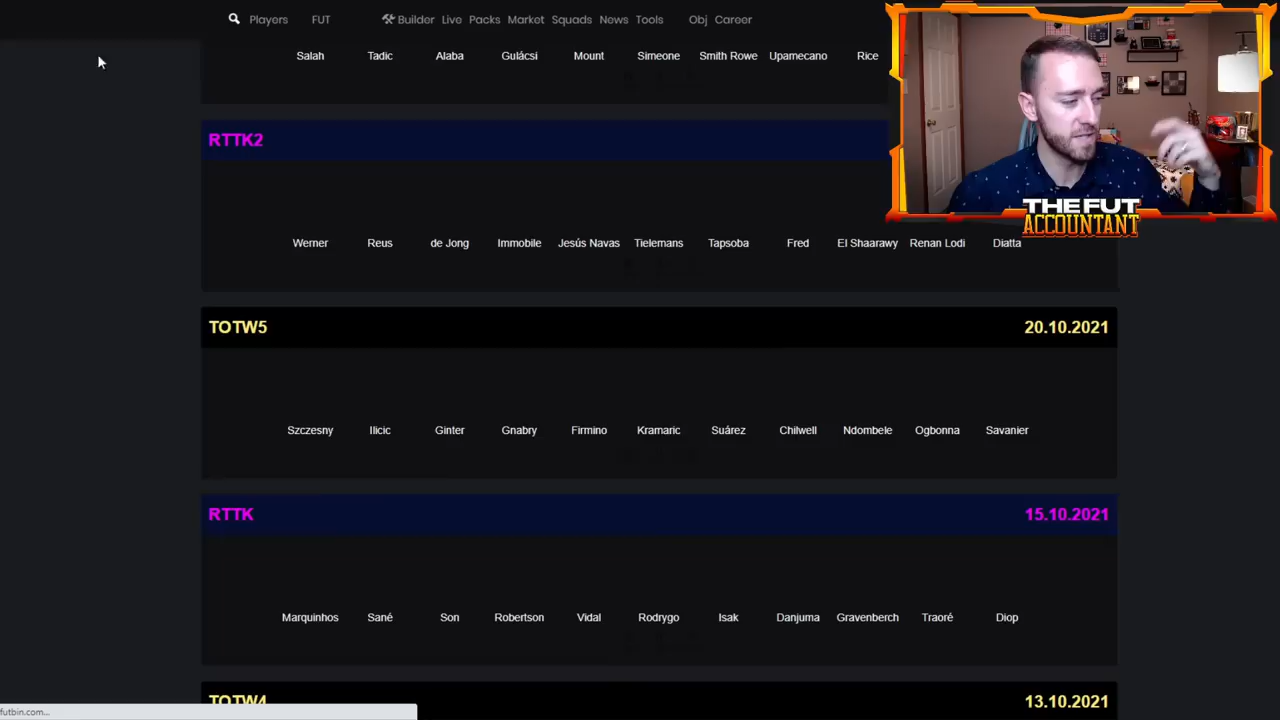 Players FUT Builder Live Packs Market Squads News Tools Obj Career
Salah Tadic Alaba Gulácsi Mount Simeone Smith Rowe Upamecano Rice
THE FUT
ACCOUNTANT
RTTK2
Werner Reus de Jong Immobile Jesús Navas Tielemans Tapsoba Fred El Shaarawy Renan Lodi Diatta
TOTW5 20.10.2021
Szczesny Ilicic Ginter Gnabry Firmino Kramaric Suárez Chilwell Ndombele Ogbonna Savanier
RTTK 15.10.2021
Marquinhos Sané Son Robertson Vidal Rodrygo Isak Danjuma Gravenberch Traoré Diop
TOTW4 13.10.2021
futbin.com...